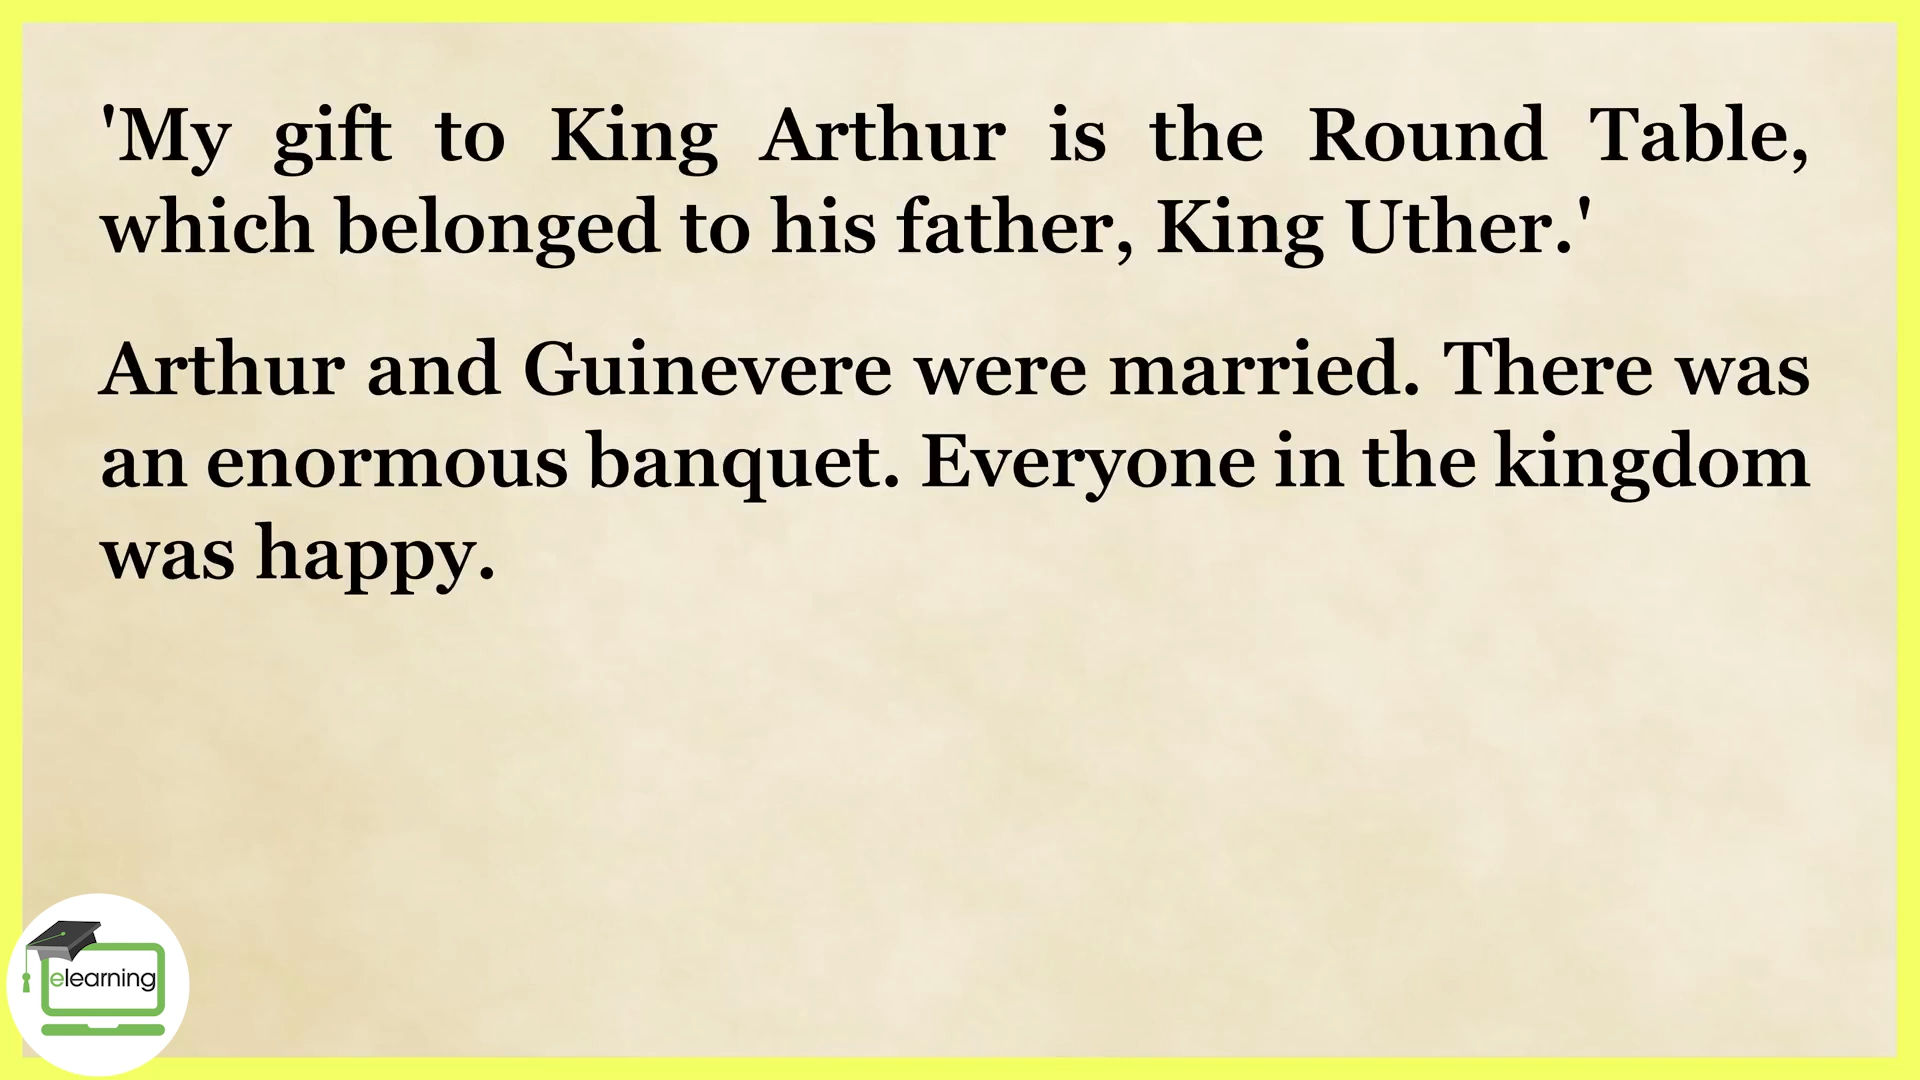 'My gift to King Arthur is the Round Table,
which belonged to his father, King Uther.'
Arthur and Guinevere were married. There was
an enormous banquet. Everyone in the kingdom
was happy.
elearning